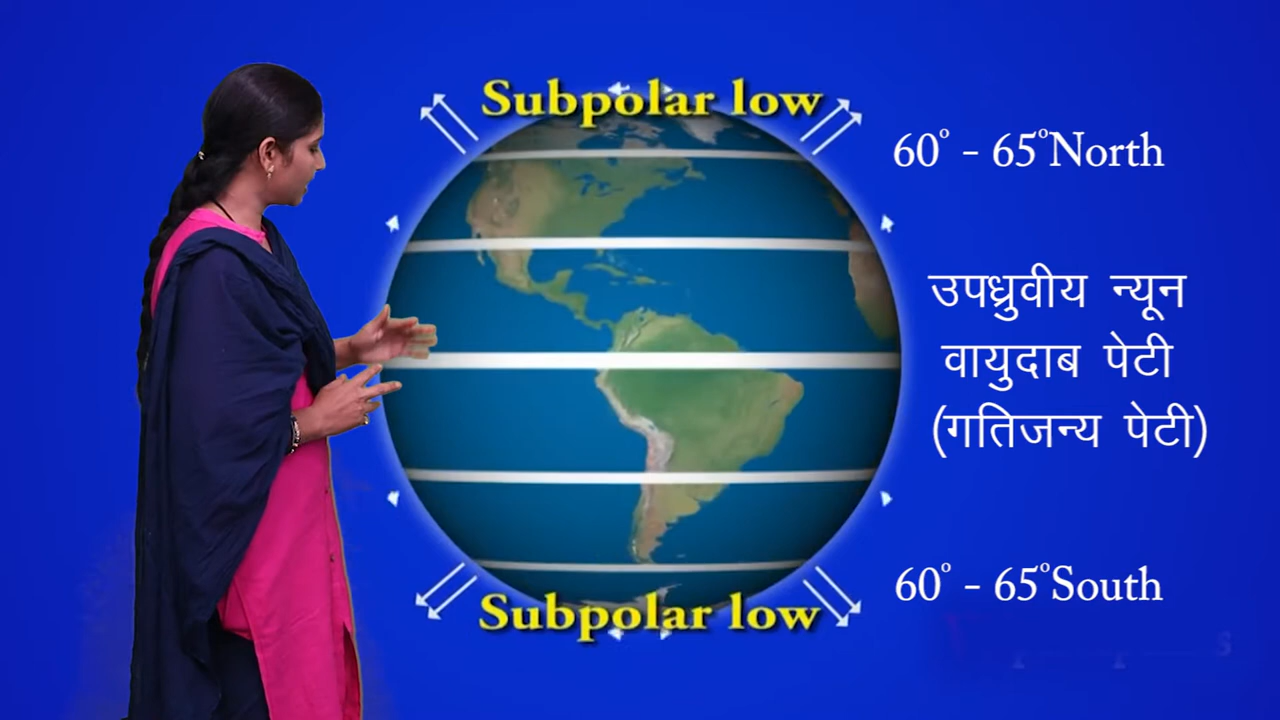 Subpolar low
60° - 65°North
उपध्रुवीय न्यून
वायुदाब पेटी
(गतिजन्य पेटी)
60° - 65°South
Subpolar low